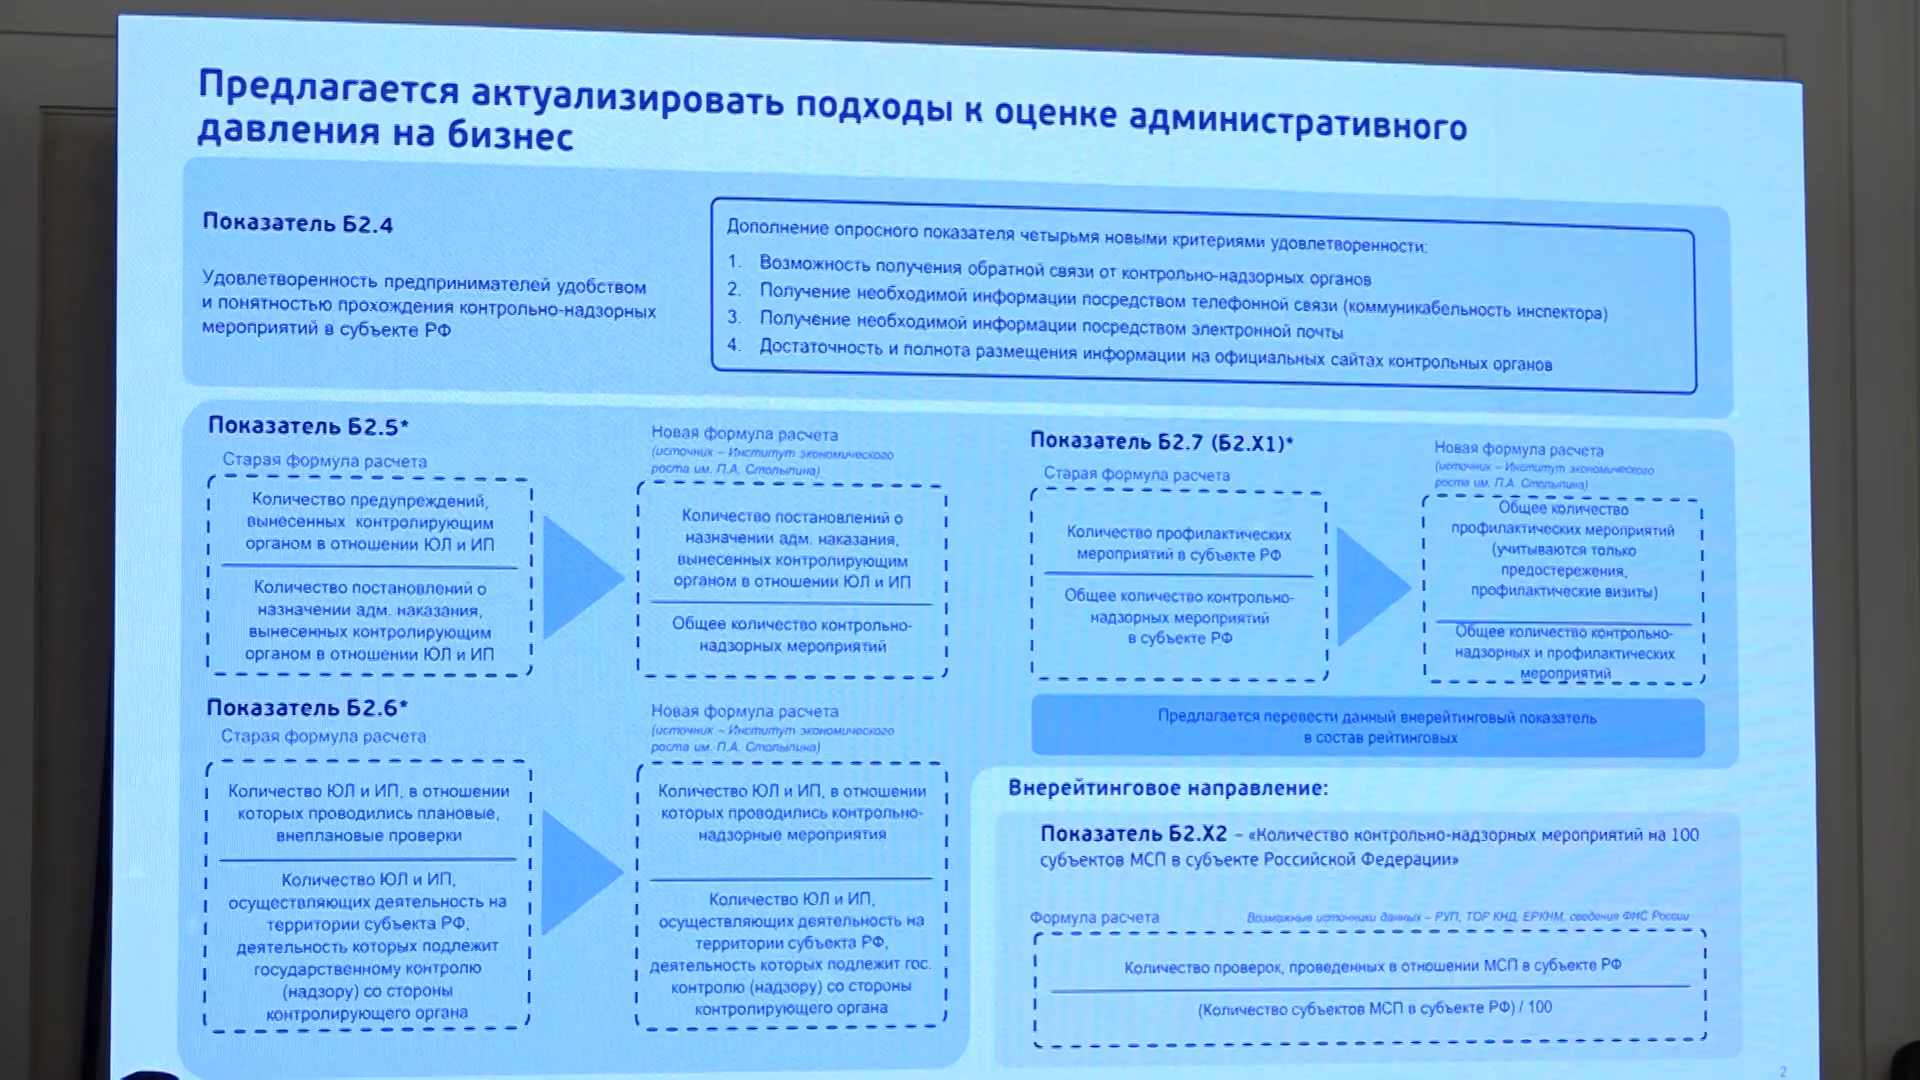 Предлагается актуализировать подходы к оценке административного
давления на бизнес
Показатель Б2.4
Удовлетворенность предпринимателей удобством
и понятностью прохождения контрольно-надзорных
мероприятий в субъекте РФ
Дополнение опросного показателя четырьмя новыми критериями удовлетворенности:
1. Возможность получения обратной связи от контрольно-надзорных органов
2. Получение необходимой информации посредством телефонной связи (коммуникабельность инспектора)
3. Получение необходимой информации посредством электронной почты
4. Достаточность и полнота размещения информации на официальных сайтах контрольных органов
Показатель Б2.5*
Старая формула расчета
Количество предупреждений,
вынесенных контролирующим
органом в отношении ЮЛ и ИП
Количество постановлений о
назначении адм. наказания,
вынесенных контролирующим
органом в отношении ЮЛ и ИП
Новая формула расчета
(источник – Институт экономического
роста им. П.А. Столыпина)
Количество постановлений о
назначении адм. наказания,
вынесенных контролирующим
органом в отношении ЮЛ и ИП
Общее количество контрольно-
надзорных мероприятий
Показатель Б2.7 (Б2.Х1)*
Старая формула расчета
Количество профилактических
мероприятий в субъекте РФ
Общее количество контрольно-
надзорных мероприятий
в субъекте РФ
Новая формула расчета
(источник – Институт экономического
роста им. П.А. Столыпина)
Общее количество
профилактических мероприятий
(учитываются только
предостережения,
профилактические визиты)
Общее количество контрольно-
надзорных и профилактических
мероприятий
Предлагается перевести данный внерейтинговый показатель
в состав рейтинговых
Показатель Б2.6*
Старая формула расчета
Количество ЮЛ и ИП, в отношении
которых проводились плановые,
внеплановые проверки
Количество ЮЛ и ИП,
осуществляющих деятельность на
территории субъекта РФ,
деятельность которых подлежит
государственному контролю
(надзору) со стороны
контролирующего органа
Новая формула расчета
(источник – Институт экономического
роста им. П.А. Столыпина)
Количество ЮЛ и ИП, в отношении
которых проводились контрольно-
надзорные мероприятия
Количество ЮЛ и ИП,
осуществляющих деятельность на
территории субъекта РФ,
деятельность которых подлежит гос.
контролю (надзору) со стороны
контролирующего органа
Внерейтинговое направление:
Показатель Б2.Х2 – «Количество контрольно-надзорных мероприятий на 100
субъектов МСП в субъекте Российской Федерации»
Формула расчета
Возможные источники данных – РУП, ТОР КНД, ЕРКНМ, сведения ФНС России
Количество проверок, проведенных в отношении МСП в субъекте РФ
(Количество субъектов МСП в субъекте РФ) / 100
2